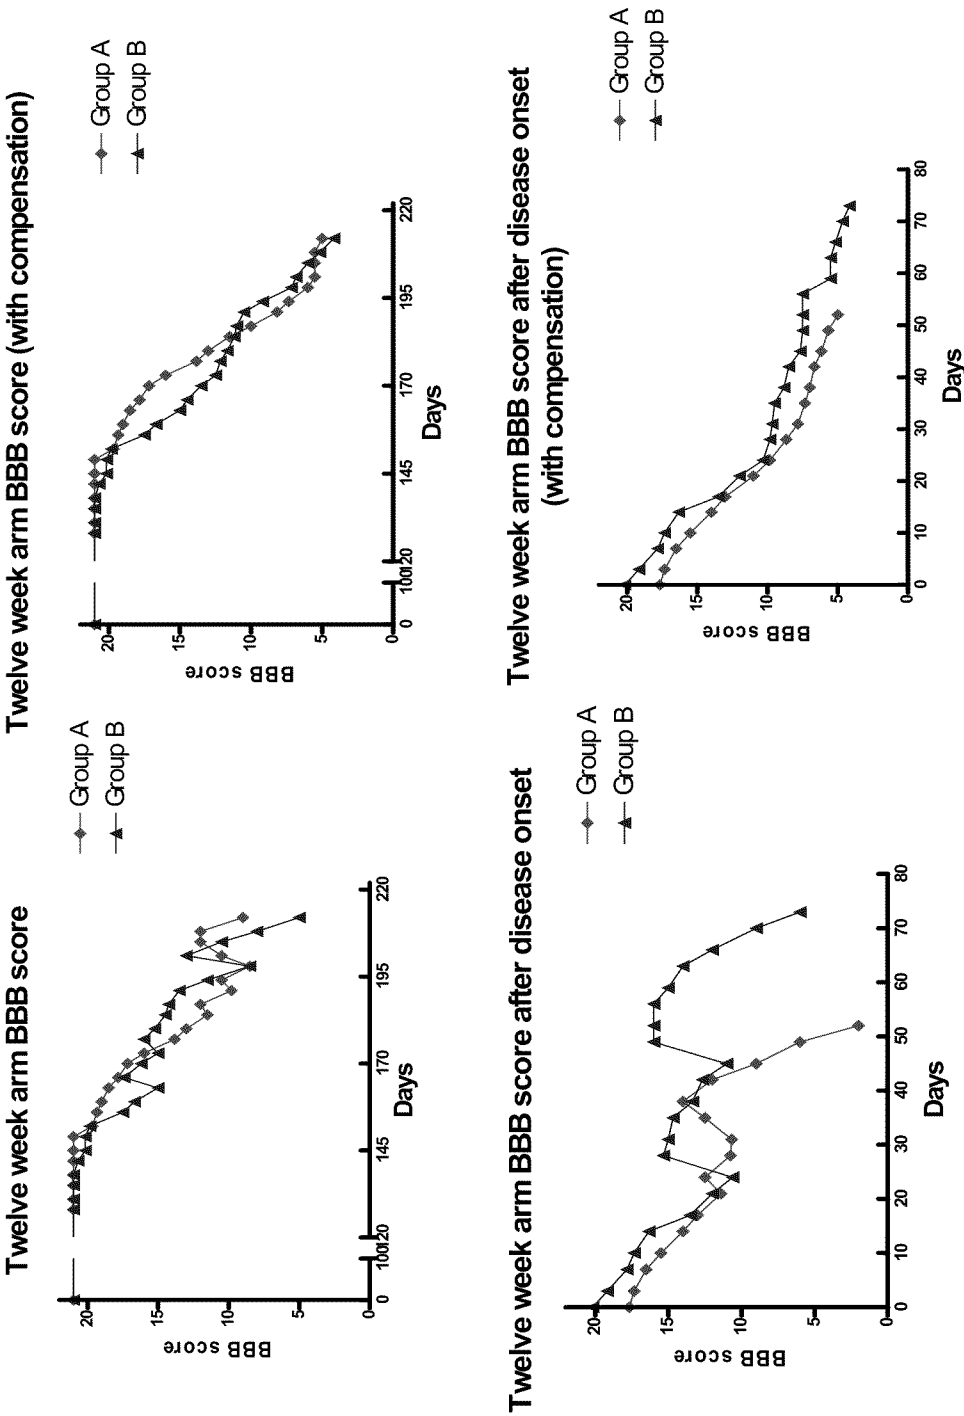 Twelve week arm BBB score
Group A
Group B
BBB score
20
15
10
5
0
0
100
120
145
170
195
220
Days
Twelve week arm BBB score (with compensation)
Group A
Group B
BBB score
20
15
10
5
0
0
100
120
145
170
195
220
Days
Twelve week arm BBB score after disease onset
Group A
Group B
BBB score
20
15
10
5
0
0
10
20
30
40
50
60
70
80
Days
Twelve week arm BBB score after disease onset
(with compensation)
Group A
Group B
BBB score
20
15
10
5
0
0
10
20
30
40
50
60
70
80
Days